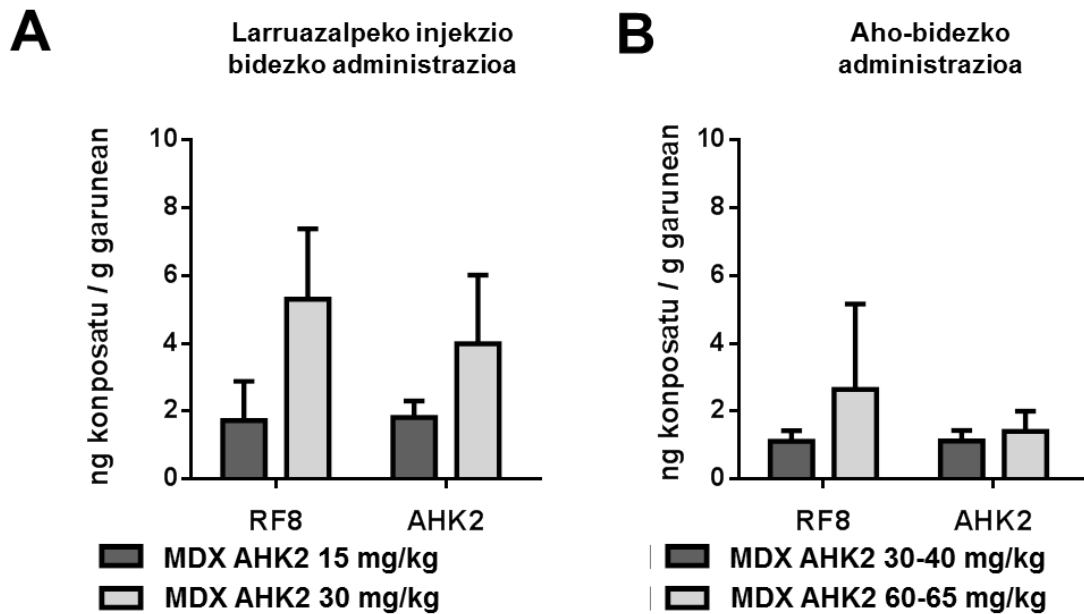 A
Larruazalpeko injekzio
bidezko administrazioa
ng konposatu / g garunean
10
8
6
4
2
0
RF8 AHK2
MDX AHK2 15 mg/kg
MDX AHK2 30 mg/kg
B
Aho-bidezko
administrazioa
ng konposatu / g garunean
10
8
6
4
2
0
RF8 AHK2
MDX AHK2 30-40 mg/kg
MDX AHK2 60-65 mg/kg